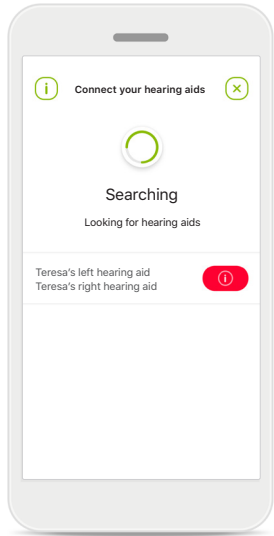 Connect your hearing aids
Searching
Looking for hearing aids
Teresa's left hearing aid
Teresa's right hearing aid